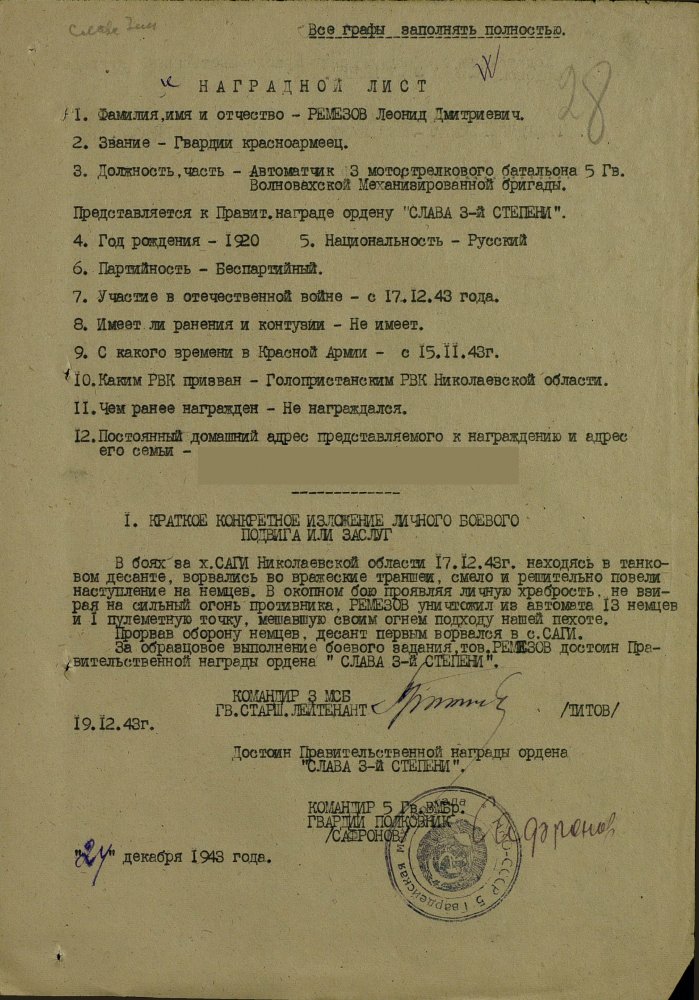 Слава 3ст
Все графы заполнять полностью.
28
НАГРАДНОЙ ЛИСТ
1. Фамилия,имя и отчество - РЕМЕЗОВ Леонид Дмитриевич.
2. Звание - Гвардии красноармеец.
3. Должность,часть - Автоматчик 3 мотострелкового батальона 5 Гв.
Волновахской Механивированной бригады.
Представляется к Правит.награде ордену "СЛАВА 3-й СТЕПЕНИ".
4. Год рождения - 1920 5. Национальность - Русский
6. Партийность - Беспартийный.
7. Участие в отечественной войне - с 17.12.43 года.
8. Имеет ли ранения и контузии - Не имеет.
9. С какого времени в Красной Армии - с 15.11.43г.
10. Каким РВК призван - Голопристанским РВК Николаевской области.
11. Чем ранее награжден - Не награждался.
12. Постоянный домашний адрес представляемого к награждению и адрес
его семьи -
1. КРАТКОЕ КОНКРЕТНОЕ ИЗЛОЖЕНИЕ ЛИЧНОГО БОЕВОГО
ПОДВИГА ИЛИ ЗАСЛУГ
В боях за х.САГИ Николаевской области 17.12.43г. находясь в танко-
вом десанте, ворвались во вражеские траншеи, смело и решительно повели
наступление на немцев. В окопном бою проявляя личную храбрость, не взи-
рая на сильный огонь противника, РЕМЕЗОВ уничтожил из автомата 13 немцев
и 1 пулеметную точку, мешавшую своим огнем подходу нашей пехоте.
Прорвав оборону немцев, десант первым ворвался в с.САГИ.
За образцовое выполнение боевого задания,тов.РЕМЕЗОВ достоин Пра-
вительственной награды ордена " СЛАВА 3-й СТЕПЕНИ".
КОМАНДИР 3 МСБ
ГВ.СТАРШ.ЛЕЙТЕНАНТ /ТИТОВ/
19.12.43г.
Достоин Правительственной награды ордена
"СЛАВА 3-й СТЕПЕНИ".
КОМАНДИР 5 Гв.ВМБр.
ГВАРДИИ ПОЛКОВНИК
/САФРОНОВ/ Сафронов
"24" декабря 1943 года.